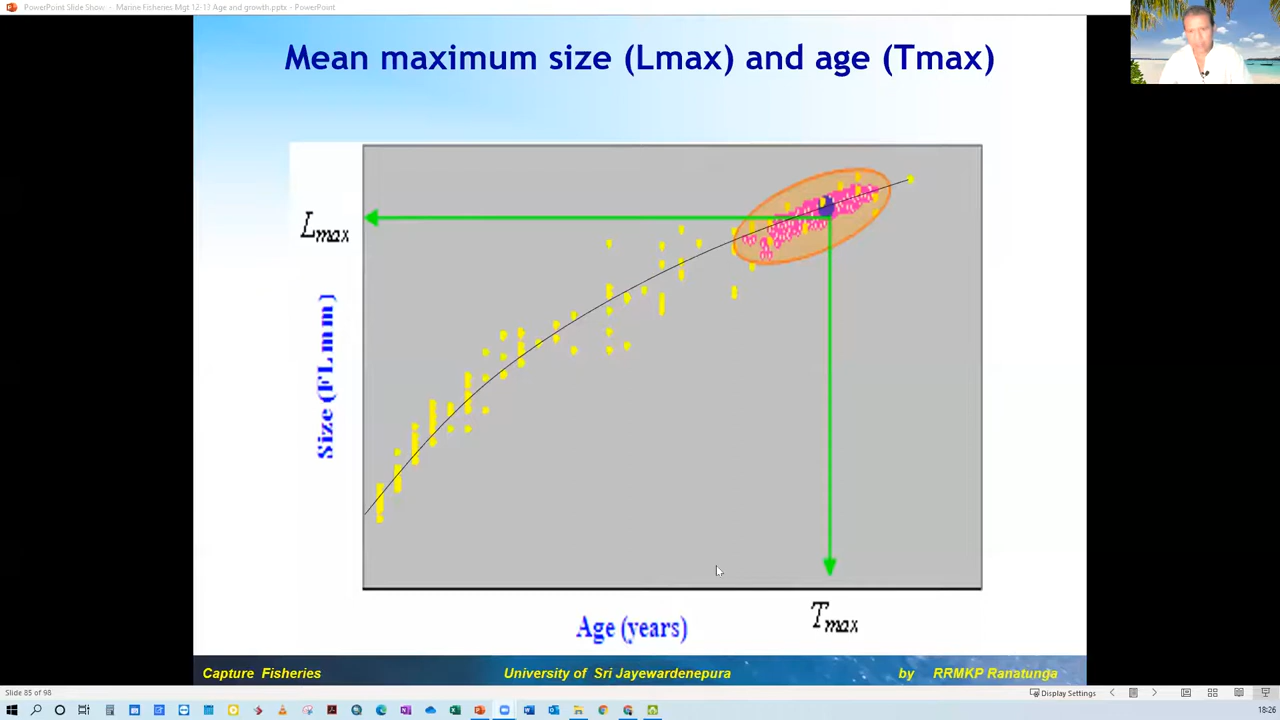 PowerPoint Slide Show - Marine Fisheries Mgt 12-13 Age and growth.pptx - PowerPoint
Mean maximum size (Lmax) and age (Tmax)
Lmax
Size (FL mm)
Tmax
Age (years)
Capture Fisheries University of Sri Jayewardenepura by RRMKP Ranatunga
Slide 85 of 98 Display Settings
18:26